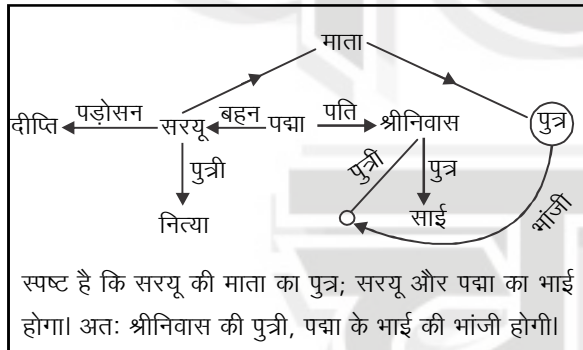 माता
दीप्ति पड़ोसन सरयू बहन पद्मा पति श्रीनिवास पुत्र
पुत्री पुत्री पुत्र भांजी
नित्या साई
स्पष्ट है कि सरयू की माता का पुत्र; सरयू और पद्मा का भाई
होगा। अतः श्रीनिवास की पुत्री, पद्मा के भाई की भांजी होगी।